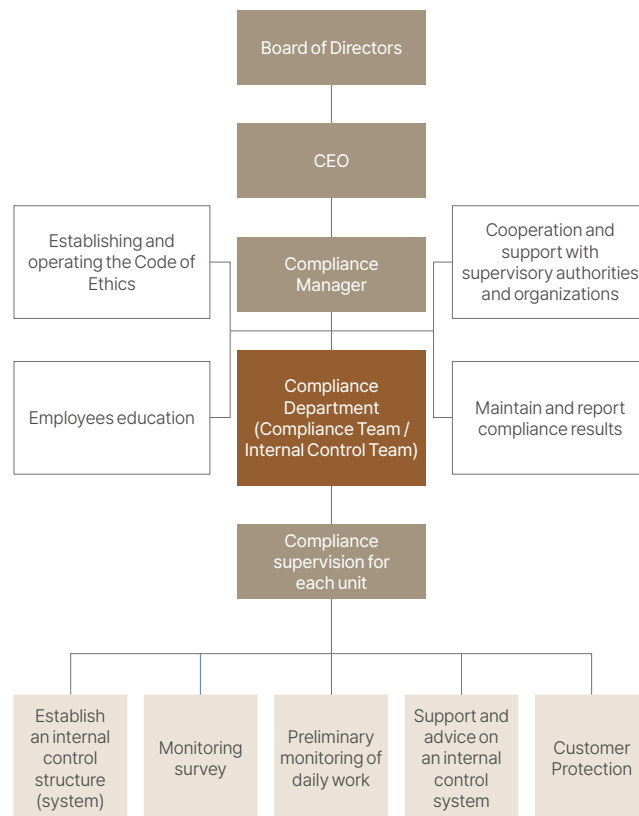 Board of Directors
CEO
Establishing and
operating the Code of
Ethics
Compliance
Manager
Cooperation and
support with
supervisory authorities
and organizations
Employees education
Compliance
Department
(Compliance Team /
Internal Control Team)
Maintain and report
compliance results
Compliance
supervision for
each unit
Establish
an internal
control
structure
(system)
Monitoring
survey
Preliminary
monitoring of
daily work
Support and
advice on
an internal
control
system
Customer
Protection